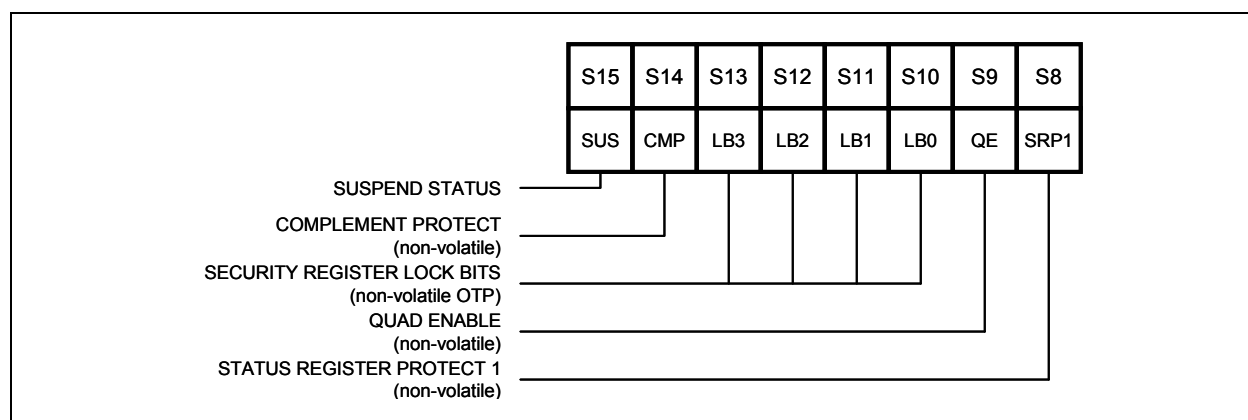 S15 S14 S13 S12 S11 S10 S9 S8
SUS CMP LB3 LB2 LB1 LB0 QE SRP1
SUSPEND STATUS
COMPLEMENT PROTECT
(non-volatile)
SECURITY REGISTER LOCK BITS
(non-volatile OTP)
QUAD ENABLE
(non-volatile)
STATUS REGISTER PROTECT 1
(non-volatile)